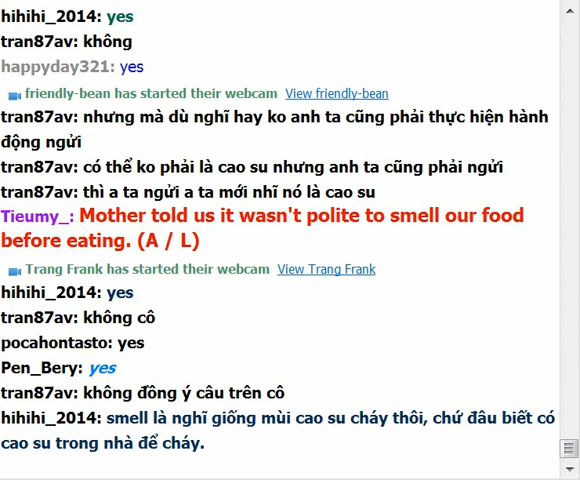 hihihi_2014: yes
tran87av: không
happyday321: yes
friendly-bean has started their webcam View friendly-bean
tran87av: nhưng mà dù nghĩ hay ko anh ta cũng phải thực hiện hành
động ngửi
tran87av: có thể ko phải là cao su nhưng anh ta cũng phải ngửi
tran87av: thì a ta ngửi a ta mới nhĩ nó là cao su
Tieumy_: Mother told us it wasn't polite to smell our food
before eating. (A / L)
Trang Frank has started their webcam View Trang Frank
hihihi_2014: yes
tran87av: không cô
pocahontasto: yes
Pen_Bery: yes
tran87av: không đồng ý câu trên cô
hihihi_2014: smell là nghĩ giống mùi cao su cháy thôi, chứ đâu biết có
cao su trong nhà để cháy.